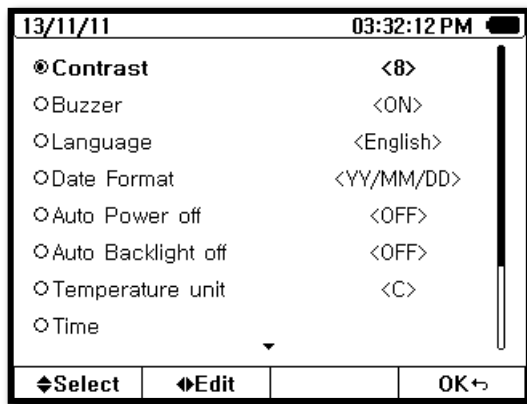 13/11/11 03:32:12 PM
Contrast <8>
Buzzer <ON>
Language <English>
Date Format <YY/MM/DD>
Auto Power off <OFF>
Auto Backlight off <OFF>
Temperature unit <C>
Time
Select Edit OK